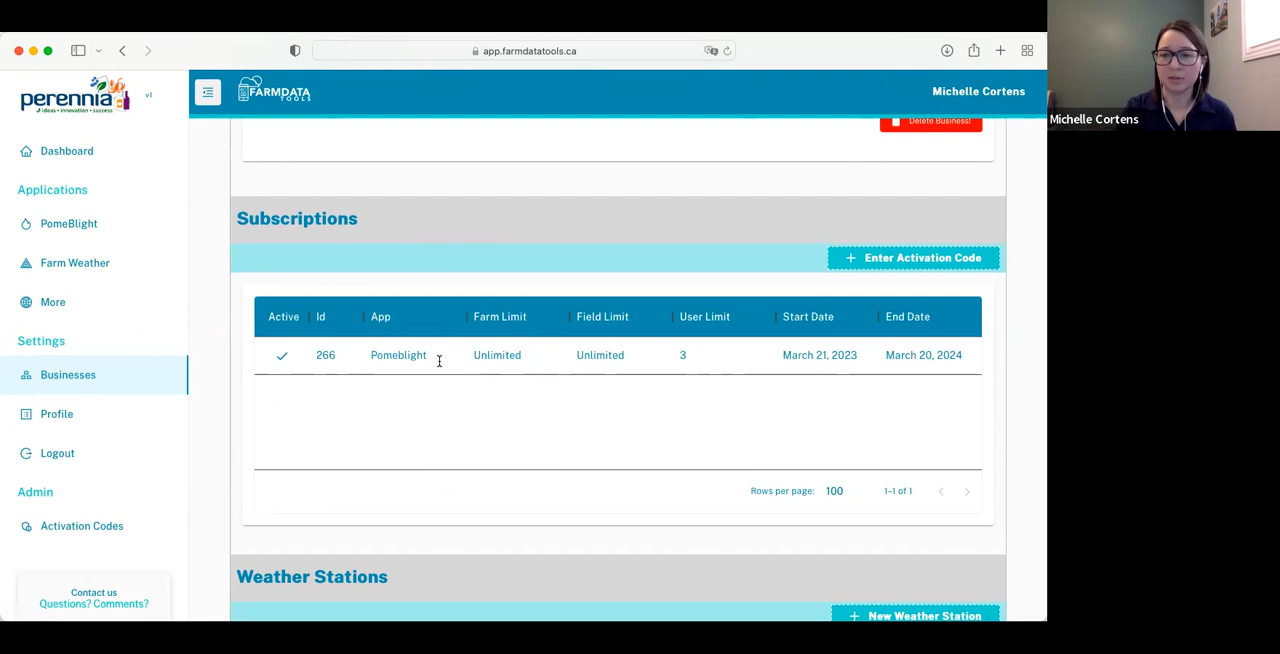 app.farmdatatools.ca
perennia
ideas • innovation • success
v1
FARMDATA
TOOLS
Michelle Cortens
Michelle Cortens
Delete Business!
Dashboard
Applications
PomeBlight
Farm Weather
More
Settings
Businesses
Profile
Logout
Admin
Activation Codes
Contact us
Questions? Comments?
Subscriptions
+ Enter Activation Code
Active Id App Farm Limit Field Limit User Limit Start Date End Date
266 Pomeblight Unlimited Unlimited 3 March 21, 2023 March 20, 2024
Rows per page: 100 1–1 of 1
Weather Stations
+ New Weather Station